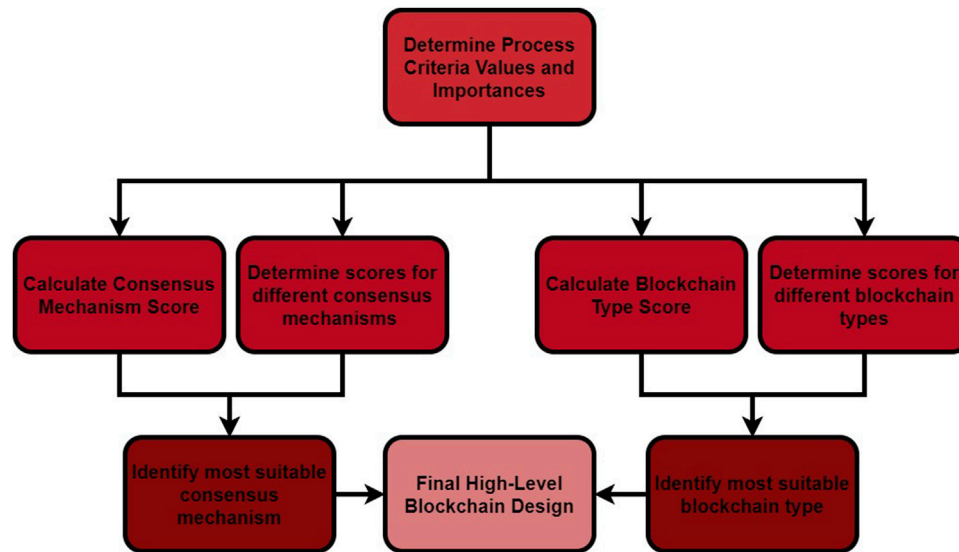 Determine Process
Criteria Values and
Importances
Calculate Consensus
Mechanism Score
Determine scores for
different consensus
mechanisms
Calculate Blockchain
Type Score
Determine scores for
different blockchain
types
Identify most suitable
consensus
mechanism
Final High-Level
Blockchain Design
Identify most suitable
blockchain type